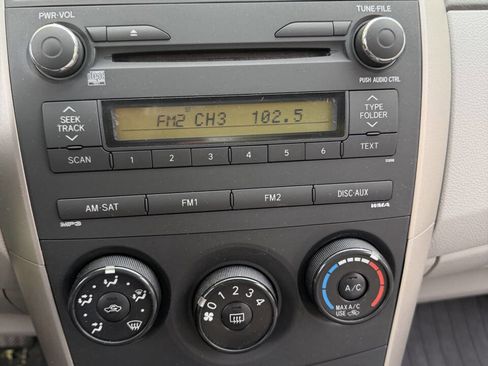 PWR·VOL
TUNE·FILE
PUSH AUDIO CTRL
SEEK
TRACK
FM2 CH3 102.5
TYPE
FOLDER
SCAN
1 2 3 4 5 6
TEXT
AM·SAT
FM1
FM2
DISC·AUX
MP3
WMA
0 1 2 3 4
A/C
MAX A/C
USE